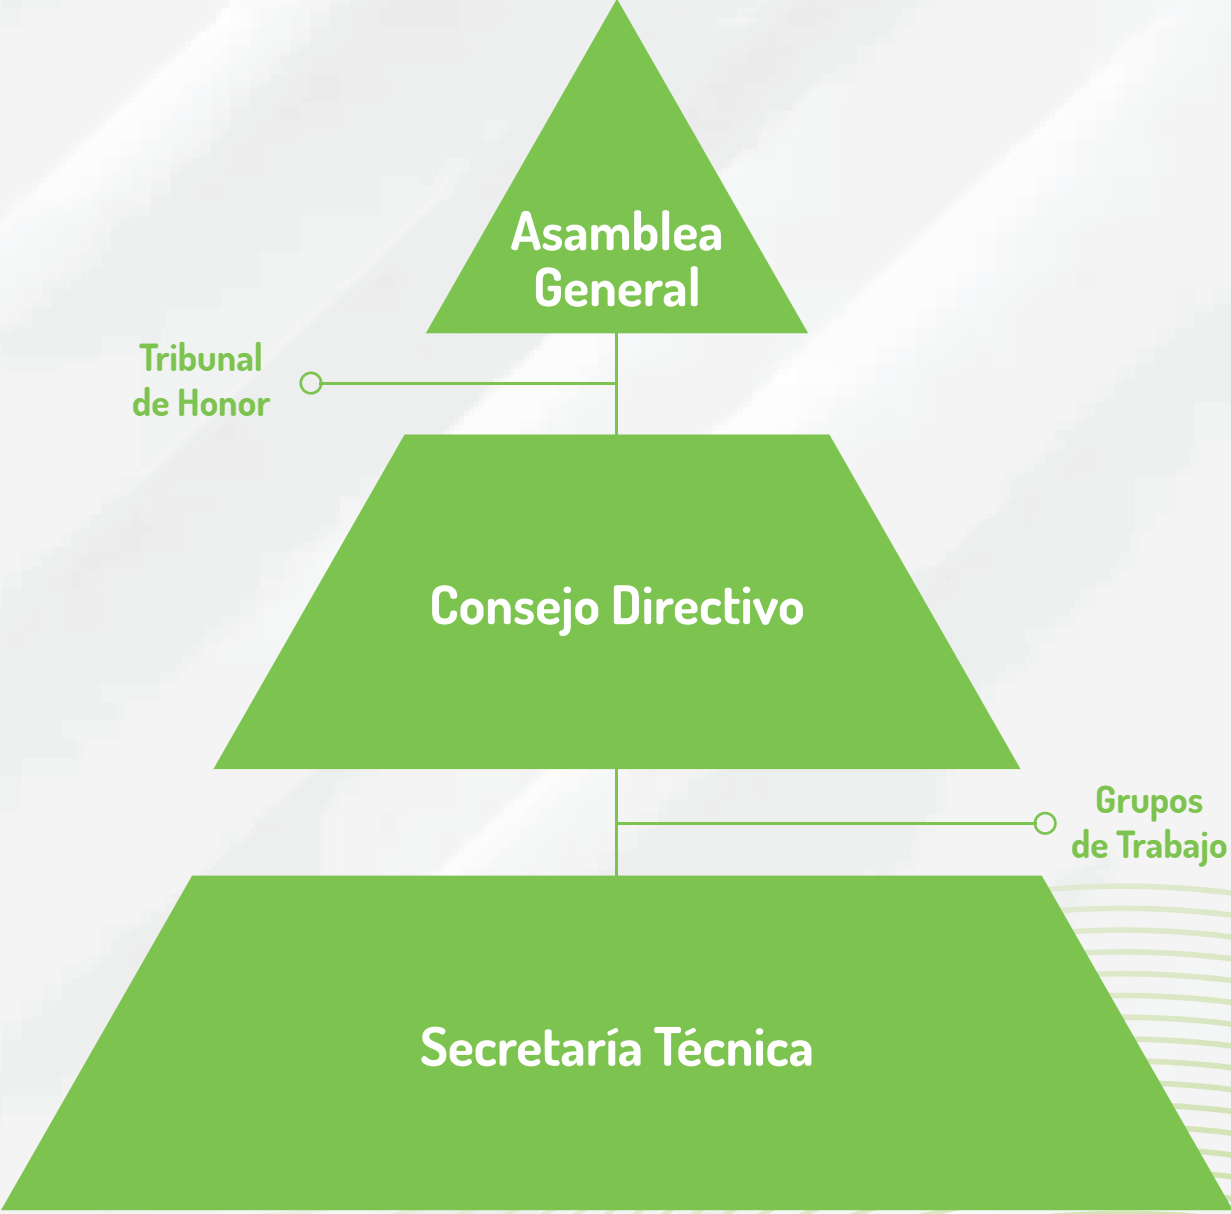 Asamblea
General
Tribunal
de Honor
Consejo Directivo
Grupos
de Trabajo
Secretaría Técnica